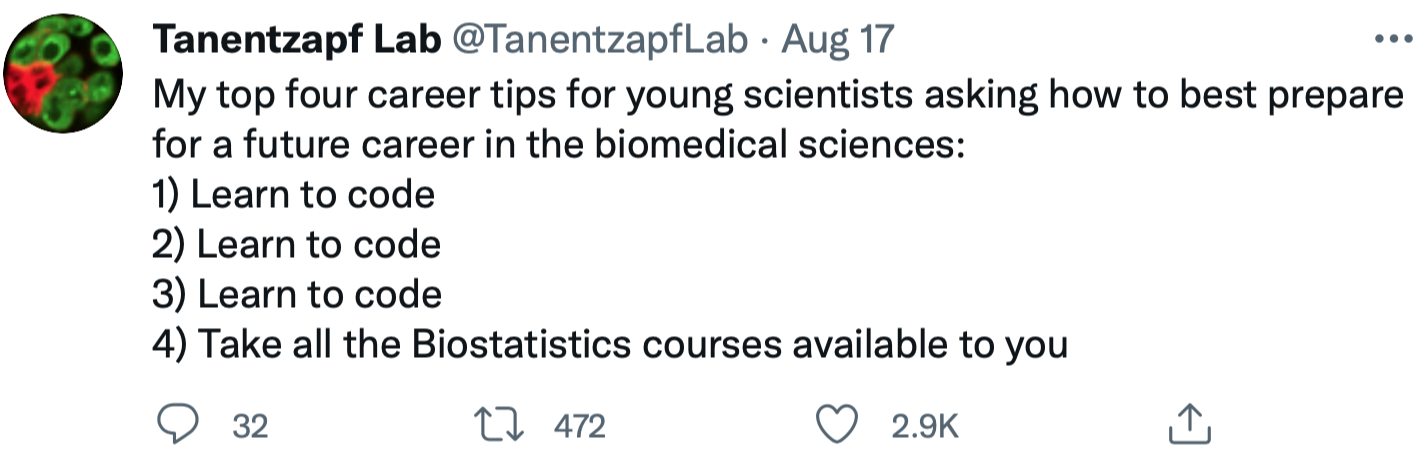 Tanentzapf Lab @TanentzapfLab · Aug 17
My top four career tips for young scientists asking how to best prepare
for a future career in the biomedical sciences:
1) Learn to code
2) Learn to code
3) Learn to code
4) Take all the Biostatistics courses available to you
32 472 2.9K